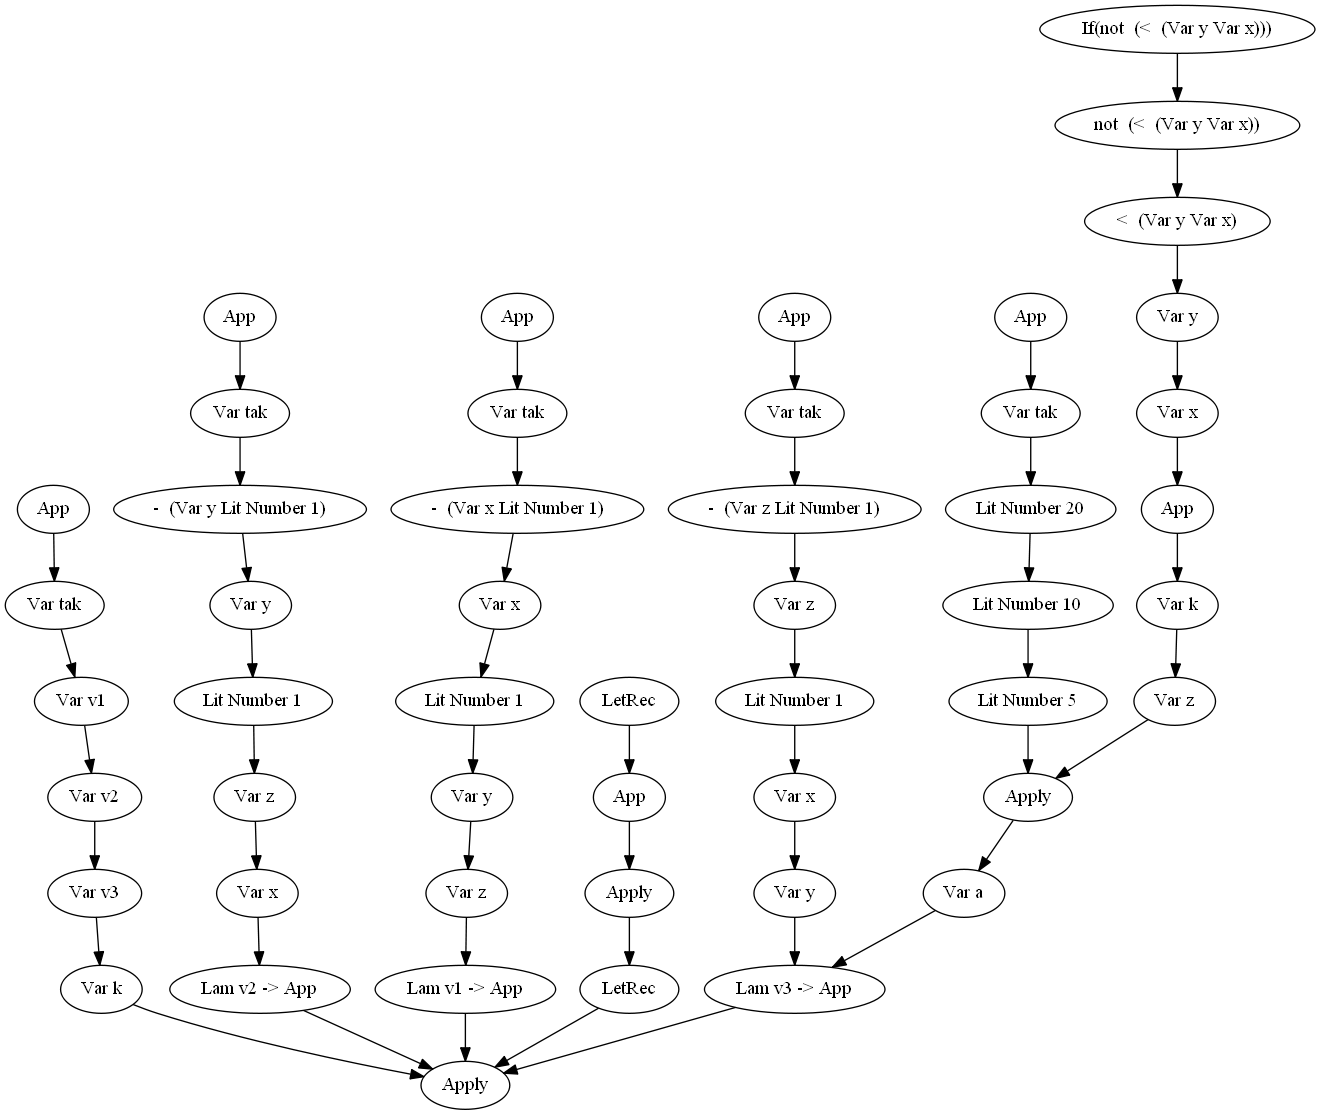 If(not (< (Var y Var x)))
not (< (Var y Var x))
< (Var y Var x)
App
App
App
App
Var y
Var tak
Var tak
Var tak
Var tak
Var x
App
- (Var y Lit Number 1)
- (Var x Lit Number 1)
- (Var z Lit Number 1)
Lit Number 20
App
Var tak
Var y
Var x
Var z
Lit Number 10
Var k
Var v1
Lit Number 1
Lit Number 1
LetRec
Lit Number 1
Lit Number 5
Var z
Var v2
Var z
Var y
App
Var x
Apply
Var v3
Var x
Var z
Apply
Var y
Var a
Var k
Lam v2 -> App
Lam v1 -> App
LetRec
Lam v3 -> App
Apply